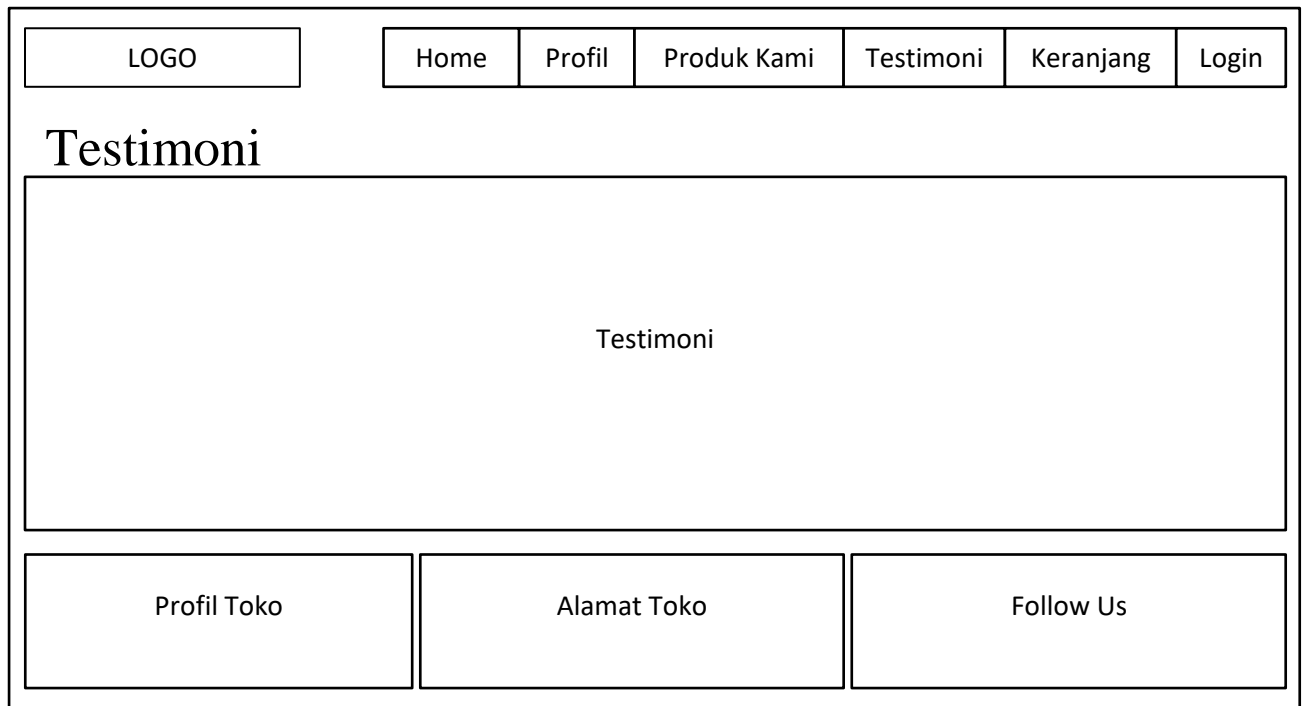 LOGO
Home
Profil
Produk Kami
Testimoni
Keranjang
Login
Testimoni
Testimoni
Profil Toko
Alamat Toko
Follow Us